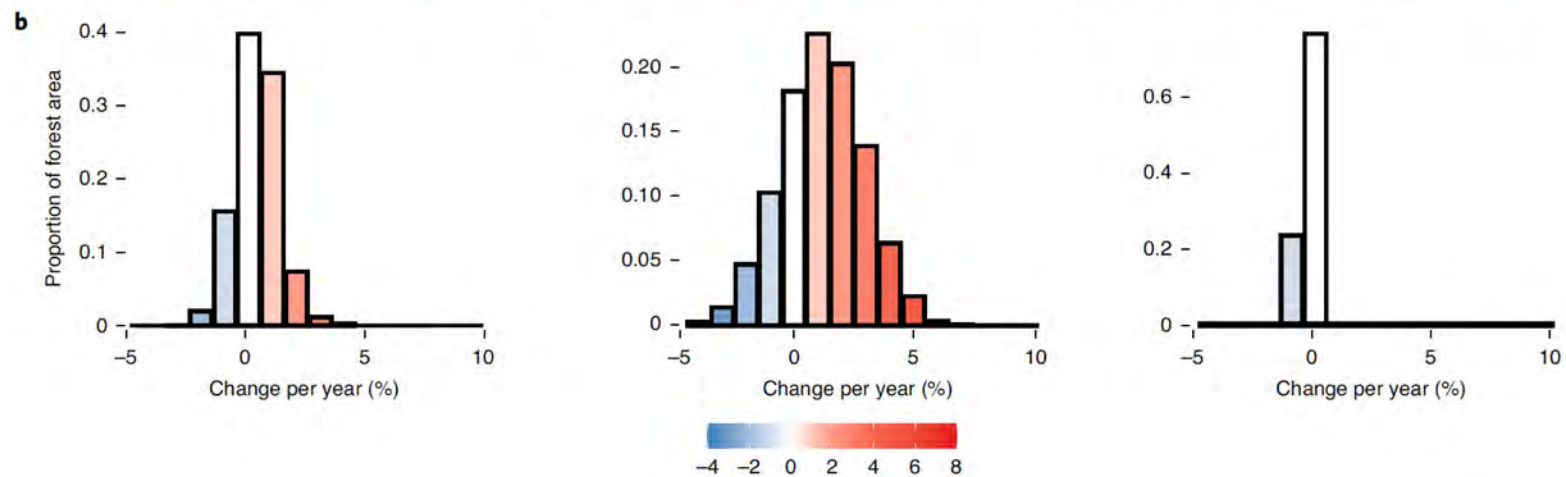 b
Proportion of forest area
0.4
0.3
0.2
0.1
0
–5 0 5 10
Change per year (%)
0.20
0.15
0.10
0.05
0
–5 0 5 10
Change per year (%)
0.6
0.4
0.2
0
–5 0 5 10
Change per year (%)
–4 –2 0 2 4 6 8